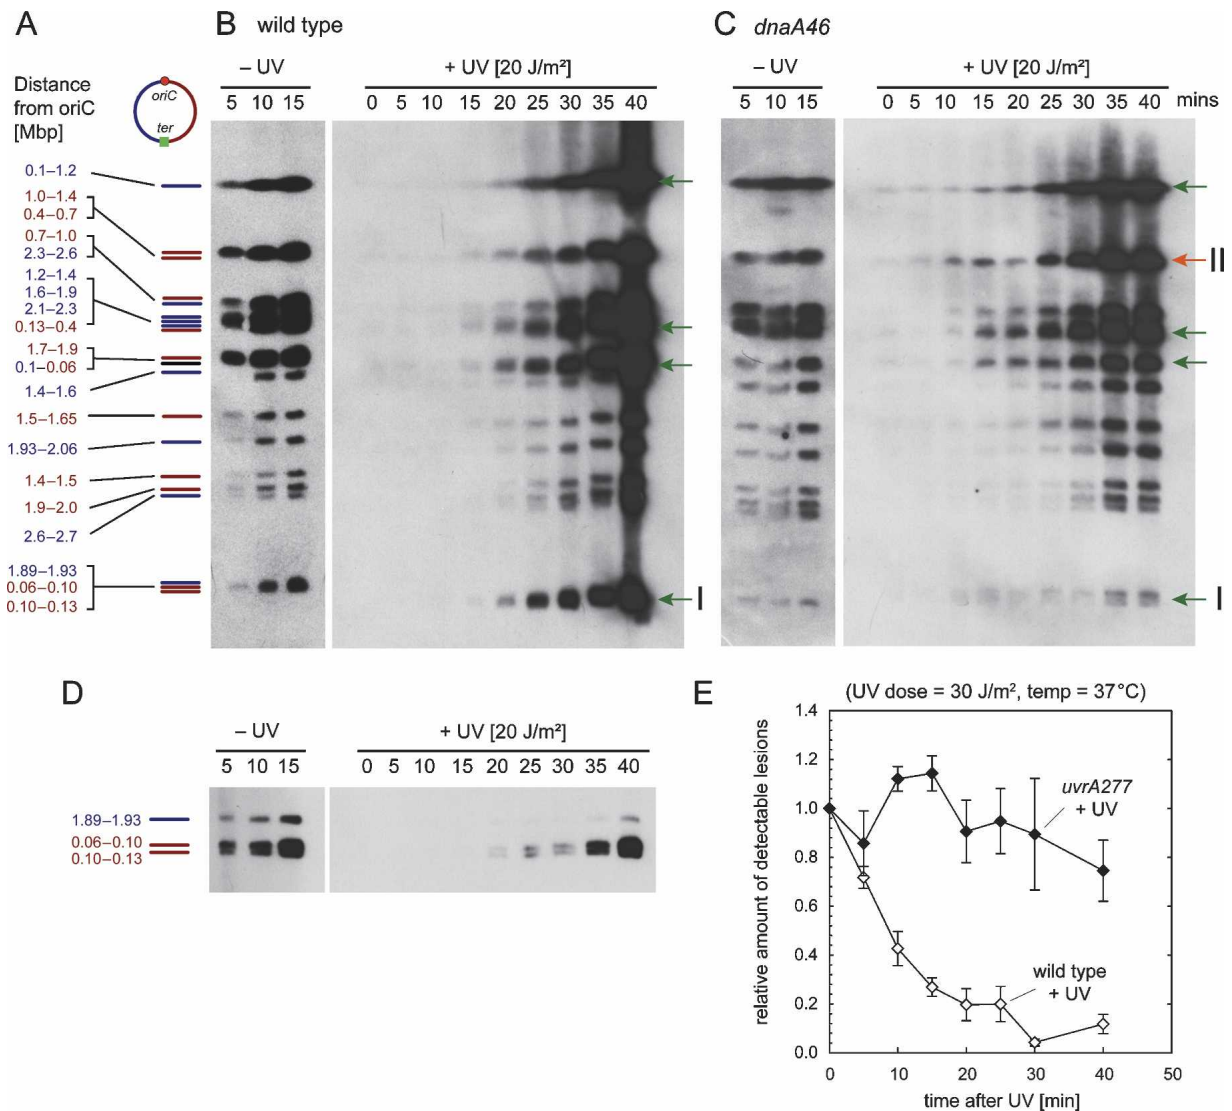 A
B wild type
C dnaA46
– UV
+ UV [20 J/m²]
– UV
+ UV [20 J/m²]
5 10 15
0 5 10 15 20 25 30 35 40
5 10 15
0 5 10 15 20 25 30 35 40 mins
Distance
from oriC
[Mbp]
oriC
ter
0.1–1.2
1.0–1.4
0.4–0.7
0.7–1.0
2.3–2.6
1.2–1.4
1.6–1.9
2.1–2.3
0.13–0.4
1.7–1.9
0.1–0.06
1.4–1.6
1.5–1.65
1.93–2.06
1.4–1.5
1.9–2.0
2.6–2.7
1.89–1.93
0.06–0.10
0.10–0.13
I
II
I
D
– UV
+ UV [20 J/m²]
5 10 15
0 5 10 15 20 25 30 35 40
1.89–1.93
0.06–0.10
0.10–0.13
E
(UV dose = 30 J/m², temp = 37°C)
relative amount of detectable lesions
1.4
1.2
1.0
0.8
0.6
0.4
0.2
0.0
uvrA277
+ UV
wild type
+ UV
0 10 20 30 40 50
time after UV [min]